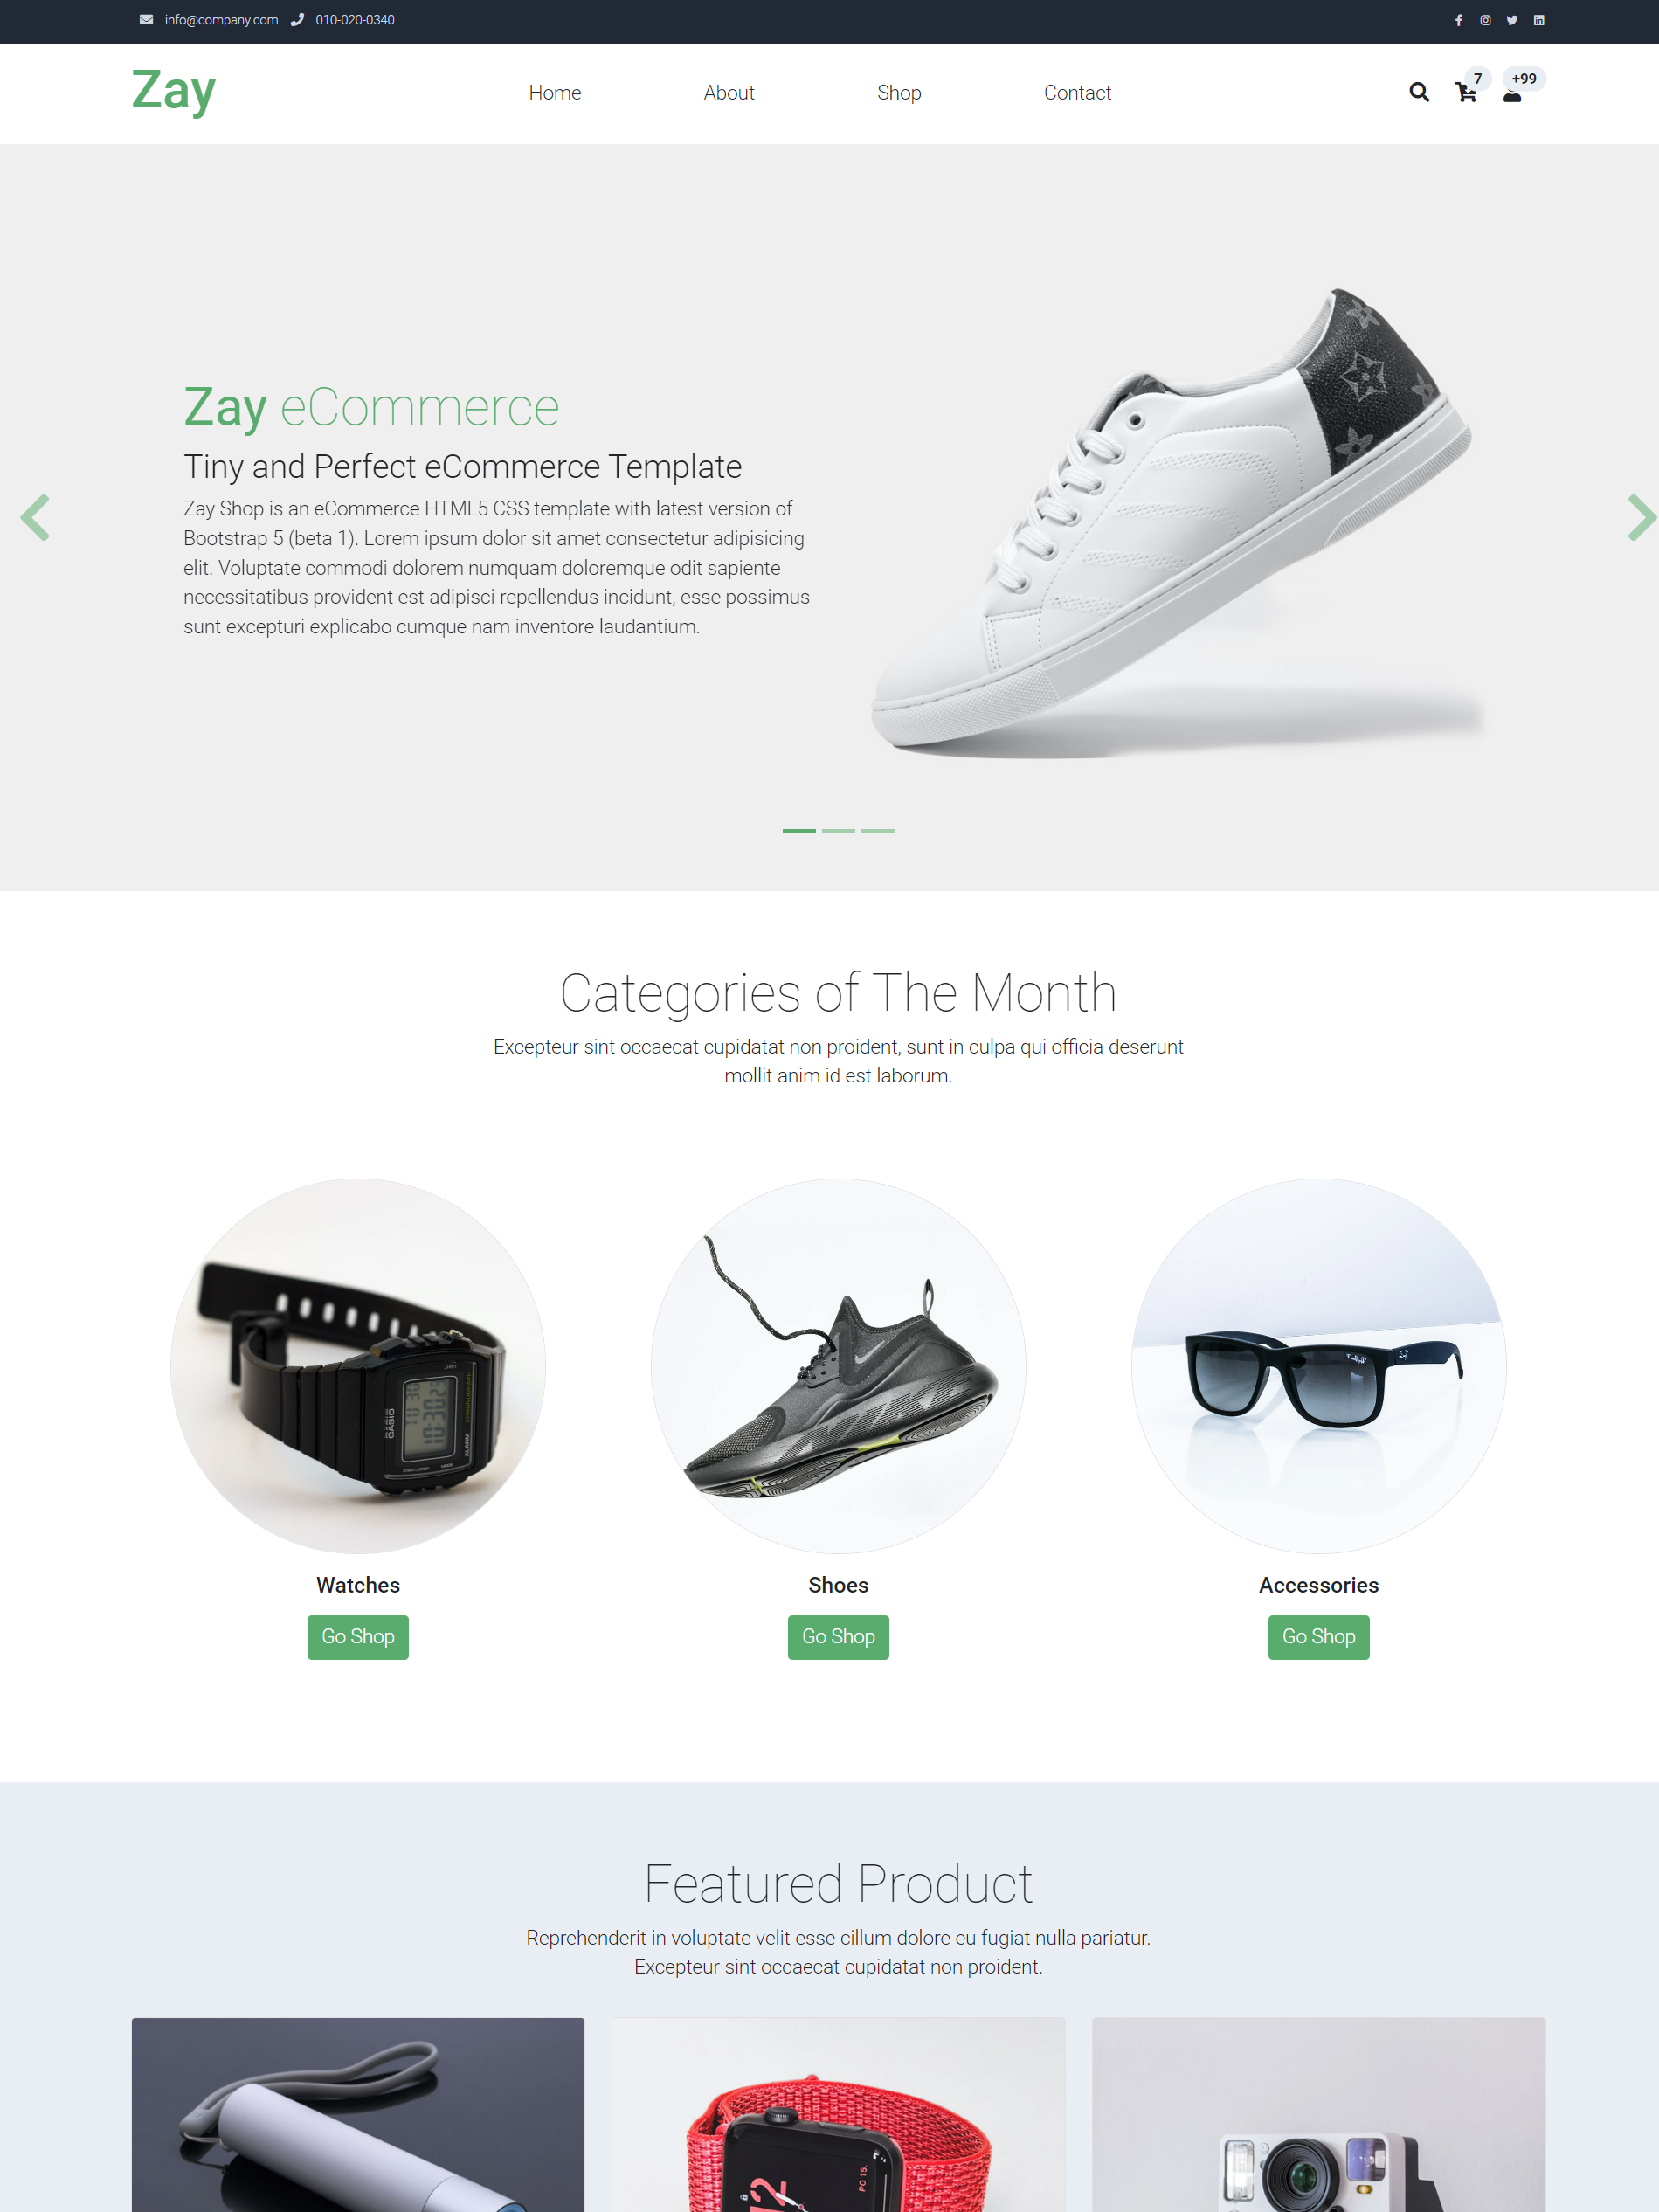 info@company.com 010-020-0340
Zay
Home About Shop Contact
7 +99
Zay eCommerce
Tiny and Perfect eCommerce Template
Zay Shop is an eCommerce HTML5 CSS template with latest version of
Bootstrap 5 (beta 1). Lorem ipsum dolor sit amet consectetur adipisicing
elit. Voluptate commodi dolorem numquam doloremque odit sapiente
necessitatibus provident est adipisci repellendus incidunt, esse possimus
sunt excepturi explicabo cumque nam inventore laudantium.
Categories of The Month
Excepteur sint occaecat cupidatat non proident, sunt in culpa qui officia deserunt
mollit anim id est laborum.
CASIO
ALARM
Watches Shoes Accessories
Go Shop Go Shop Go Shop
Featured Product
Reprehenderit in voluptate velit esse cillum dolore eu fugiat nulla pariatur.
Excepteur sint occaecat cupidatat non proident.
PO 15.
12